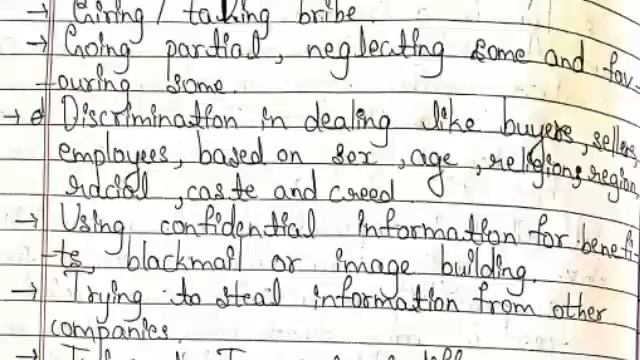 → Giving / taking bribe
→ Going partial, neglecting some and fav-
ouring some.
→ Discrimination in dealing like buyers, sellers,
employees, based on sex, age, religion, region,
racial, caste and creed.
→ Using confidential information for benefi-
ts, blackmail or image building.
→ Trying to steal information from other
companies.